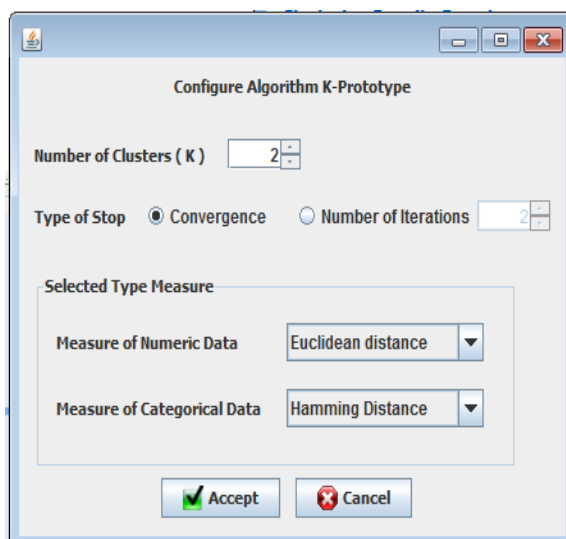 Configure Algorithm K-Prototype
Number of Clusters ( K ) 2
Type of Stop Convergence Number of Iterations 2
Selected Type Measure
Measure of Numeric Data Euclidean distance
Measure of Categorical Data Hamming Distance
Accept Cancel